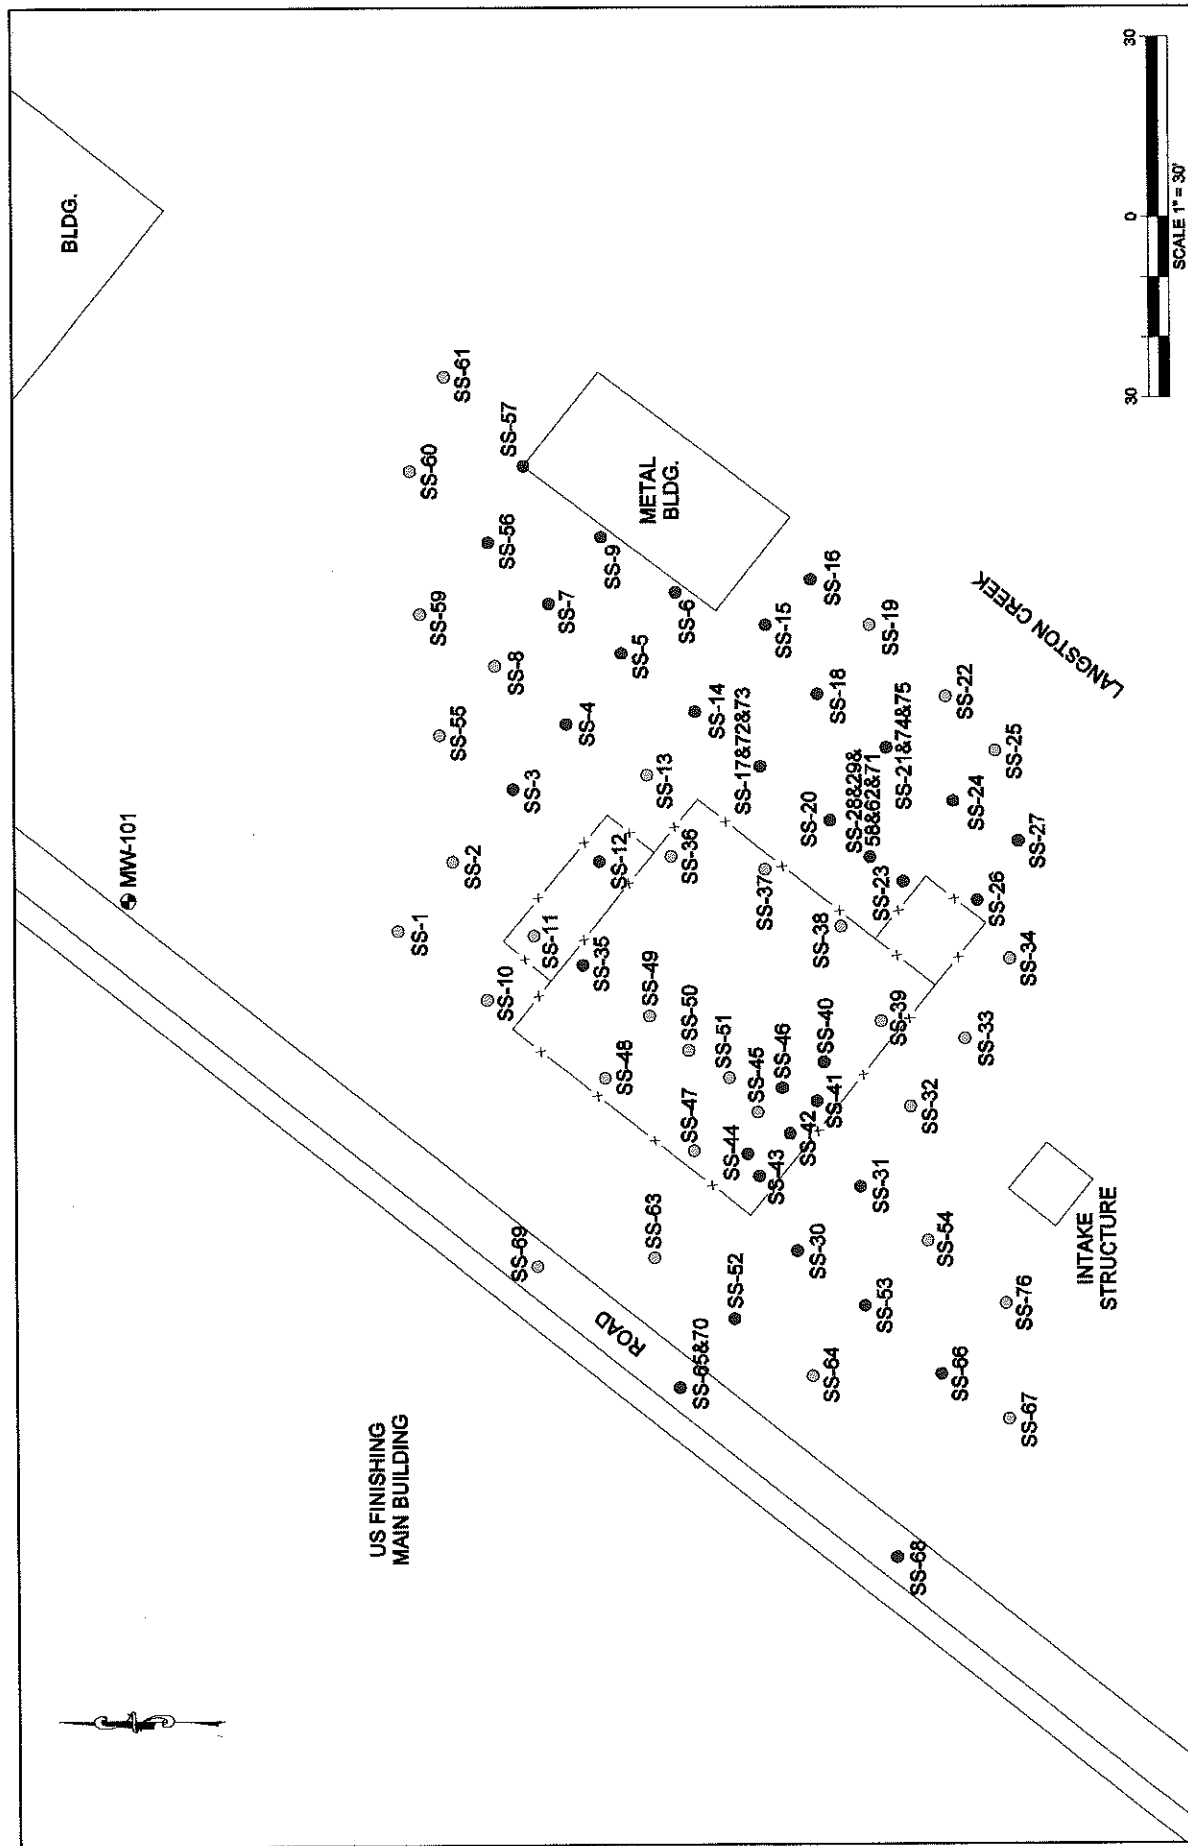 BLDG.
MW-101
SS-61
SS-60
SS-57
SS-56
SS-59
SS-9
METAL
BLDG.
SS-7
SS-8
SS-6
SS-5
SS-55
SS-4
SS-16
SS-15
SS-19
SS-14
SS-18
SS-3
SS-13
SS-17&72&73
SS-22
SS-2
SS-21&74&75
SS-25
SS-20
SS-28&29&
58&62&71
SS-24
SS-12
SS-36
SS-37
SS-27
SS-1
SS-23
SS-26
SS-11
SS-38
SS-35
SS-34
SS-10
SS-49
SS-50
SS-39
SS-33
SS-48
SS-51
SS-46
SS-40
SS-45
SS-41
SS-32
SS-47
SS-44
SS-42
SS-43
SS-31
SS-69
SS-63
SS-30
SS-54
SS-52
SS-53
SS-76
INTAKE
STRUCTURE
ROAD
SS-65&70
SS-64
SS-66
SS-67
US FINISHING
MAIN BUILDING
SS-68
LANGSTON CREEK
30
0
30
SCALE 1" = 30'